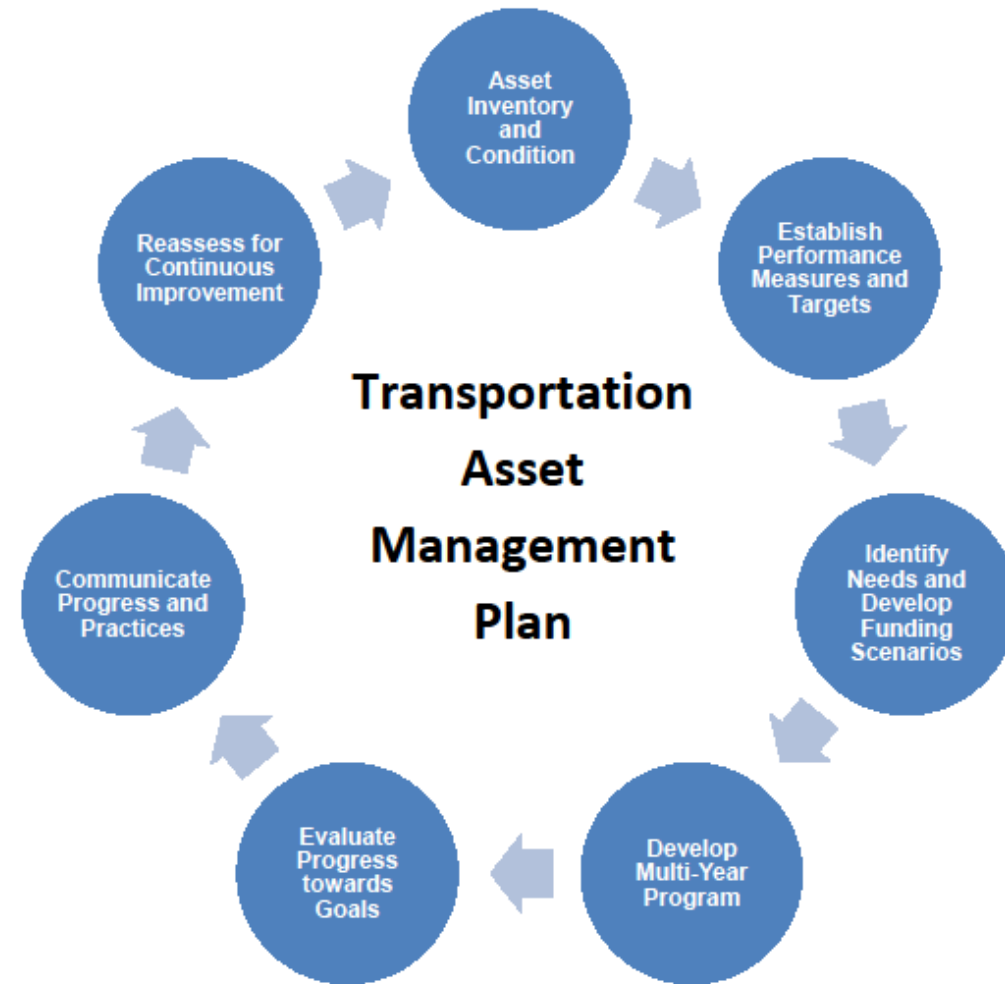 Asset
Inventory
and
Condition
Establish
Performance
Measures and
Targets
Identify
Needs and
Develop
Funding
Scenarios
Develop
Multi-Year
Program
Evaluate
Progress
towards
Goals
Communicate
Progress and
Practices
Reassess for
Continuous
Improvement
Transportation
Asset
Management
Plan